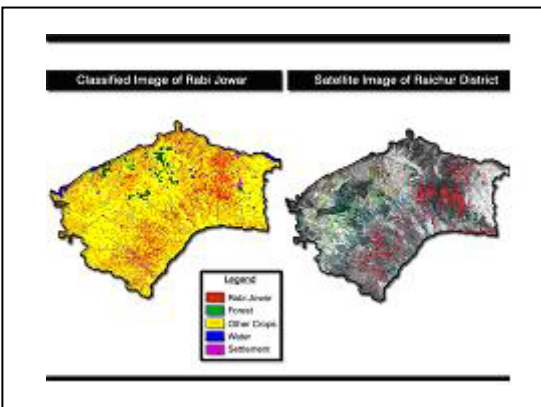 Classified Image of Rabi Jowar
Satellite Image of Raichur District
Legend
Rabi Jowar
Forest
Other Crops
Water
Settlement